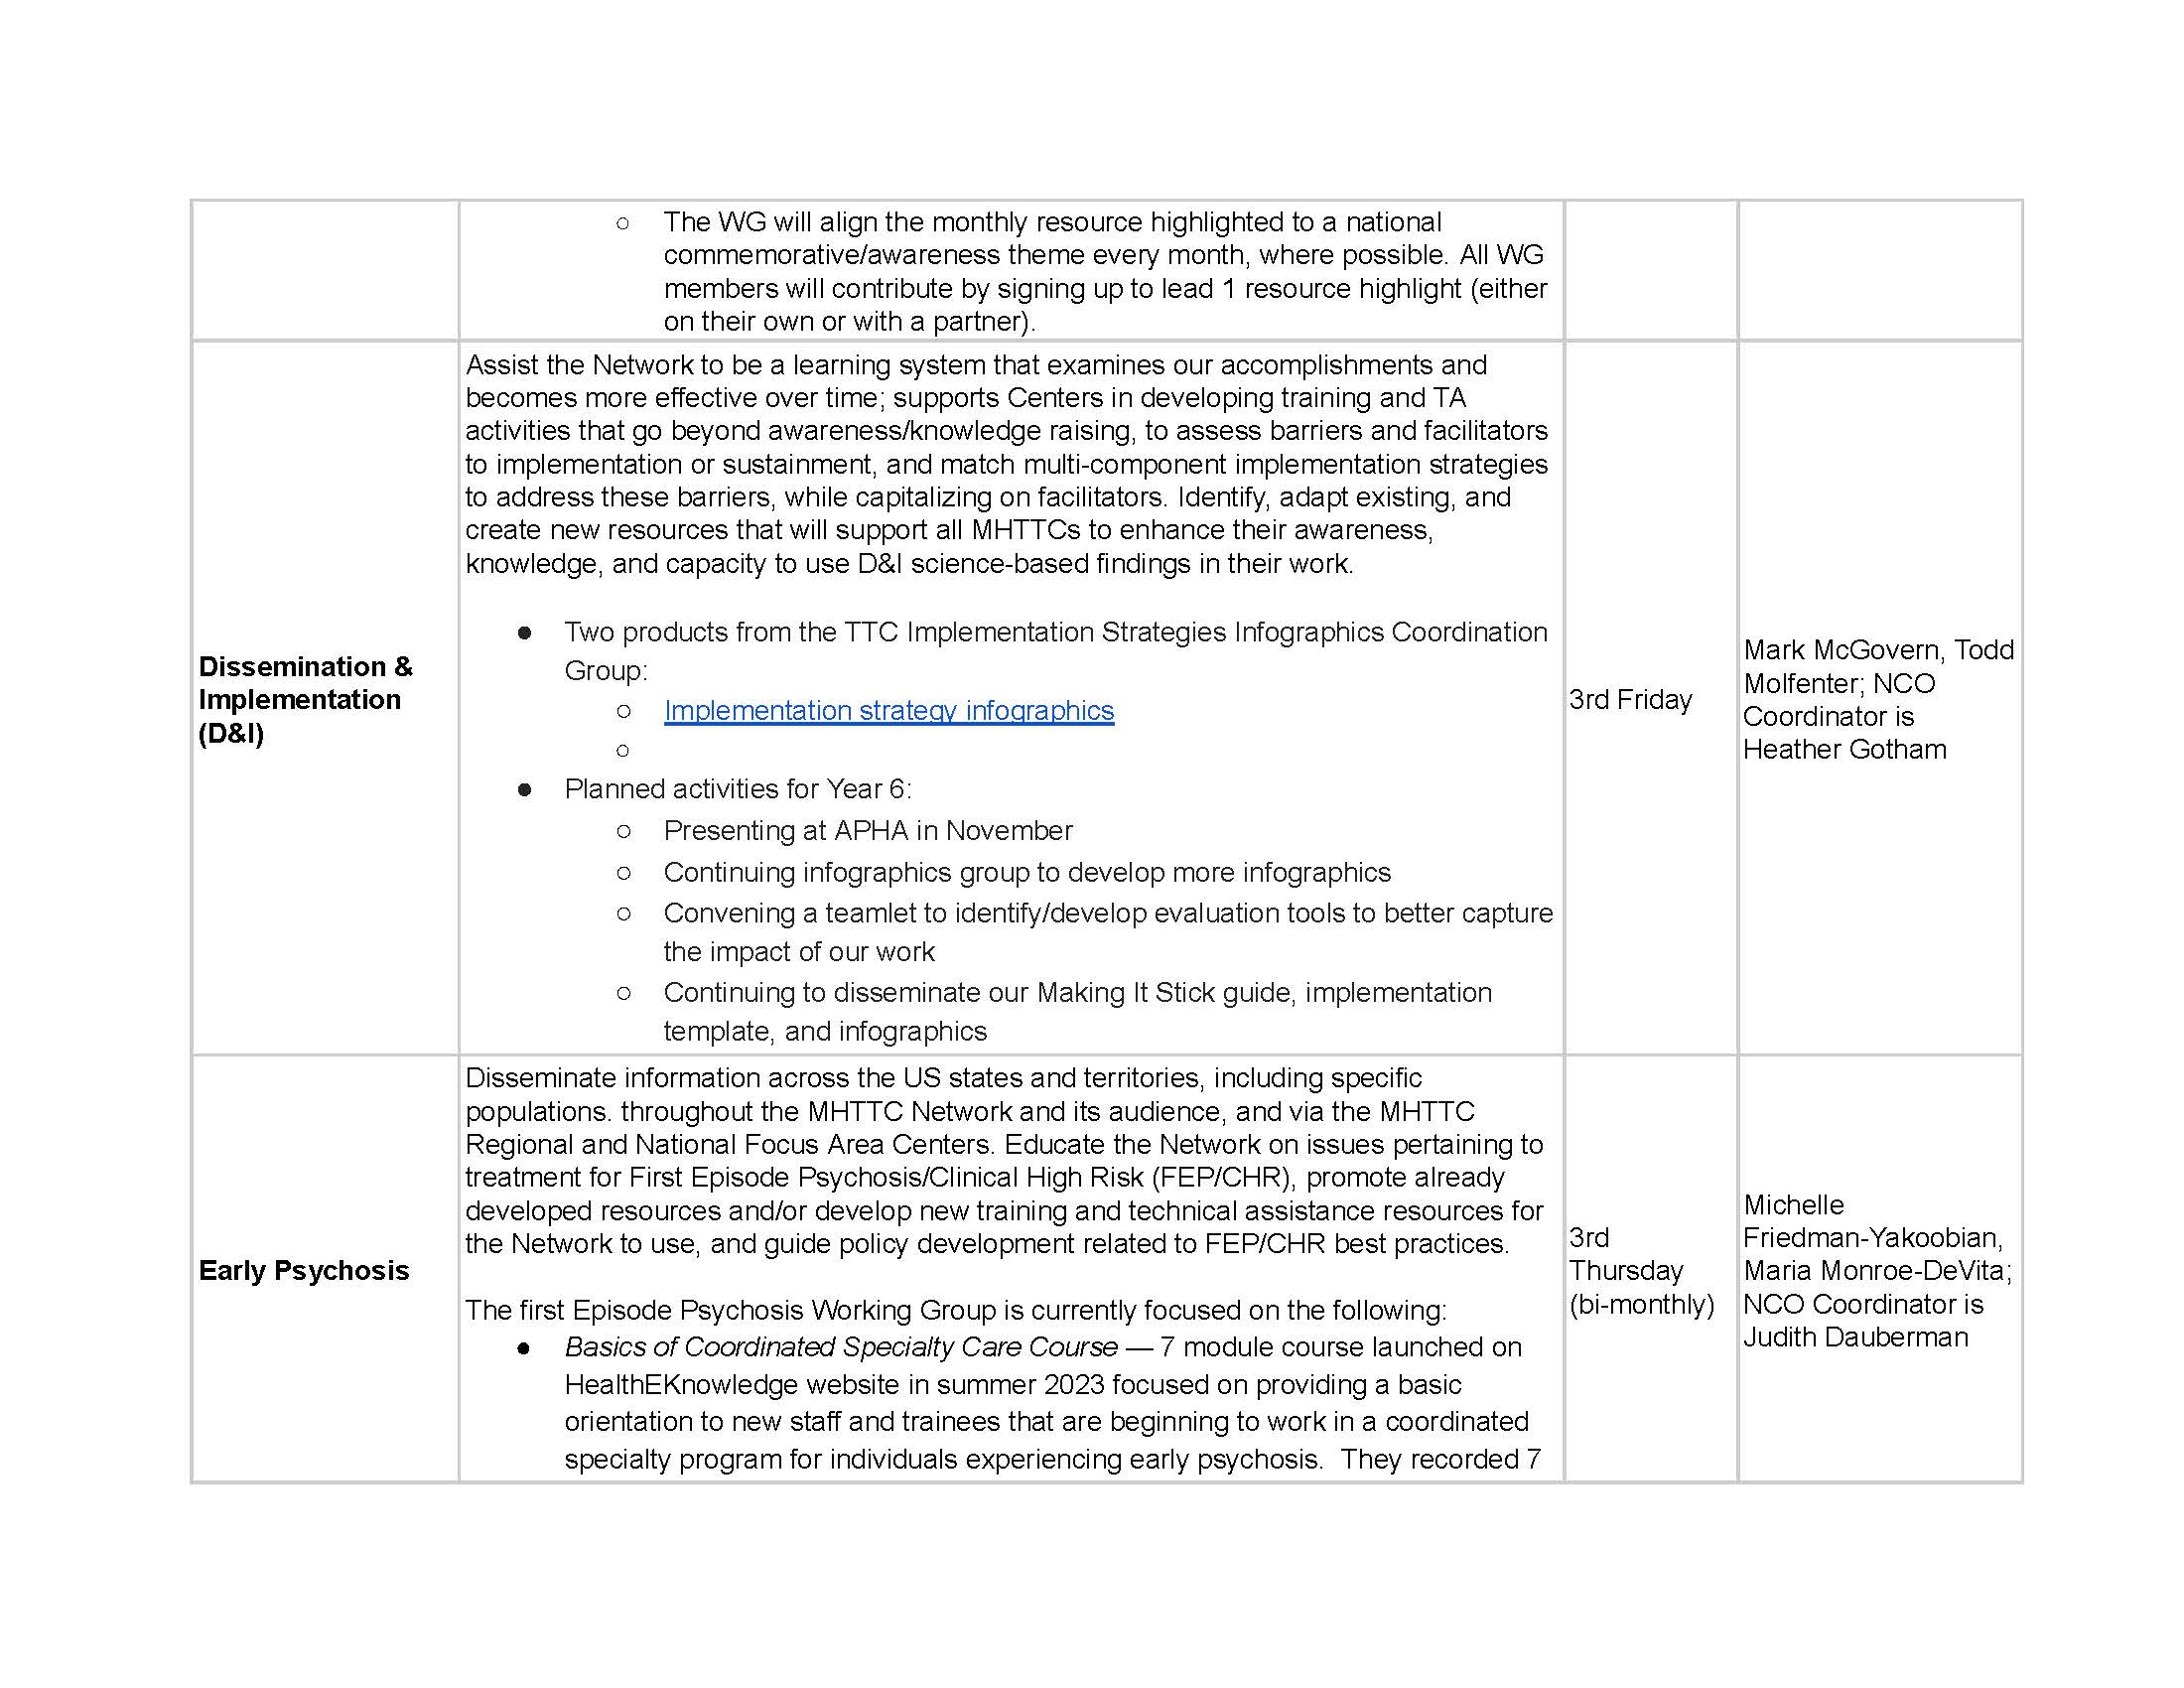 ○ The WG will align the monthly resource highlighted to a national
commemorative/awareness theme every month, where possible. All WG
members will contribute by signing up to lead 1 resource highlight (either
on their own or with a partner).
Dissemination &
Implementation
(D&I)
Assist the Network to be a learning system that examines our accomplishments and
becomes more effective over time; supports Centers in developing training and TA
activities that go beyond awareness/knowledge raising, to assess barriers and facilitators
to implementation or sustainment, and match multi-component implementation strategies
to address these barriers, while capitalizing on facilitators. Identify, adapt existing, and
create new resources that will support all MHTTCs to enhance their awareness,
knowledge, and capacity to use D&I science-based findings in their work.
● Two products from the TTC Implementation Strategies Infographics Coordination
Group:
○ Implementation strategy infographics
○
● Planned activities for Year 6:
○ Presenting at APHA in November
○ Continuing infographics group to develop more infographics
○ Convening a teamlet to identify/develop evaluation tools to better capture
the impact of our work
○ Continuing to disseminate our Making It Stick guide, implementation
template, and infographics
3rd Friday
Mark McGovern, Todd
Molfenter; NCO
Coordinator is
Heather Gotham
Early Psychosis
Disseminate information across the US states and territories, including specific
populations. throughout the MHTTC Network and its audience, and via the MHTTC
Regional and National Focus Area Centers. Educate the Network on issues pertaining to
treatment for First Episode Psychosis/Clinical High Risk (FEP/CHR), promote already
developed resources and/or develop new training and technical assistance resources for
the Network to use, and guide policy development related to FEP/CHR best practices.
The first Episode Psychosis Working Group is currently focused on the following:
● Basics of Coordinated Specialty Care Course — 7 module course launched on
HealthEKnowledge website in summer 2023 focused on providing a basic
orientation to new staff and trainees that are beginning to work in a coordinated
specialty program for individuals experiencing early psychosis.  They recorded 7
3rd
Thursday
(bi-monthly)
Michelle
Friedman-Yakoobian,
Maria Monroe-DeVita;
NCO Coordinator is
Judith Dauberman